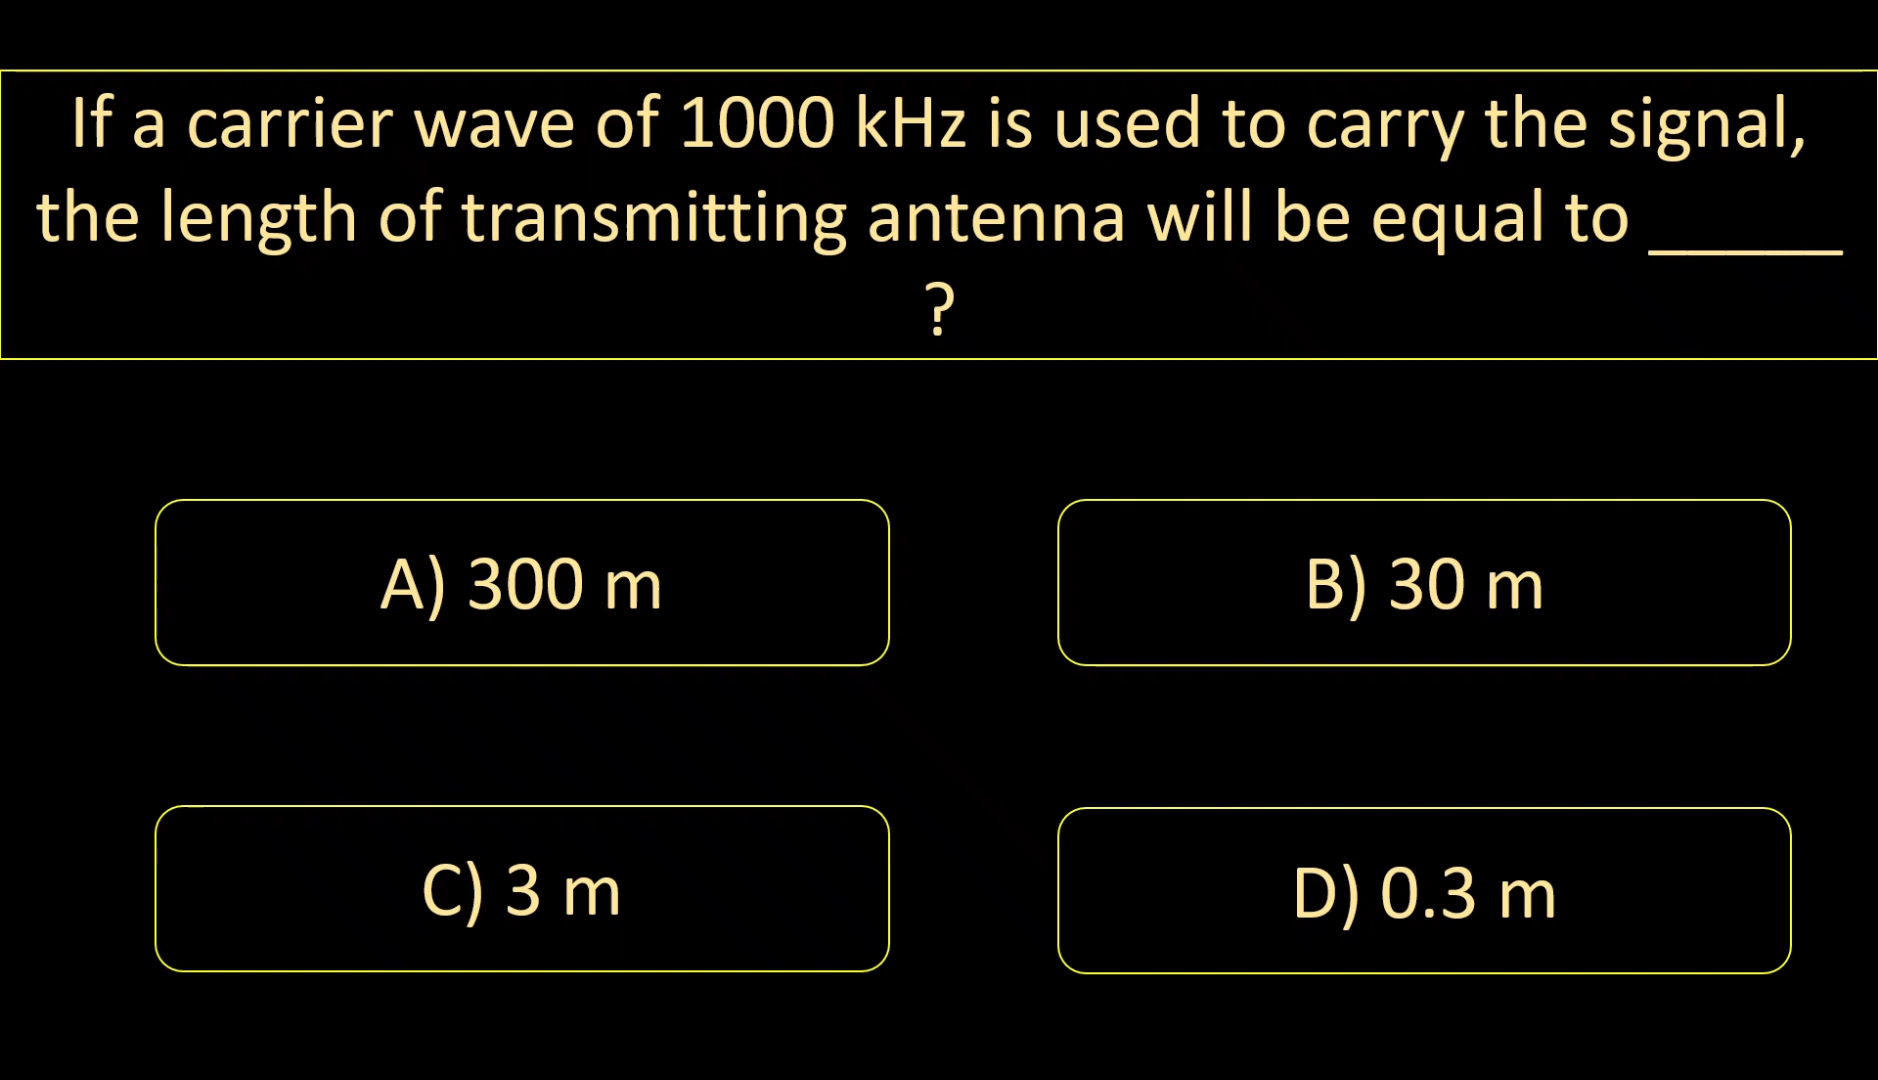 If a carrier wave of 1000 kHz is used to carry the signal,
the length of transmitting antenna will be equal to _____
?
A) 300 m
B) 30 m
C) 3 m
D) 0.3 m